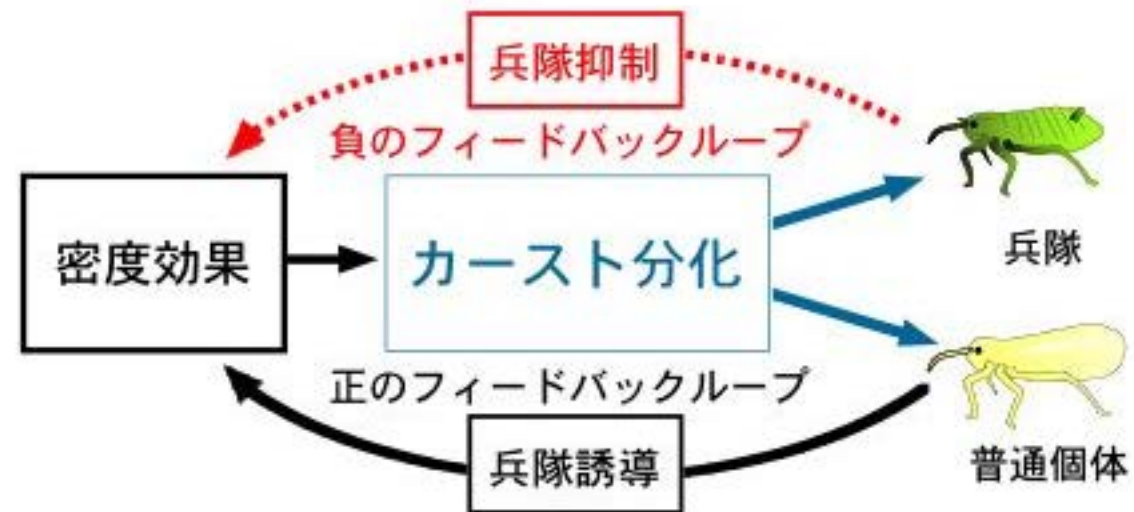 兵隊抑制
負のフィードバックループ
密度効果
カースト分化
兵隊
正のフィードバックループ
兵隊誘導
普通個体